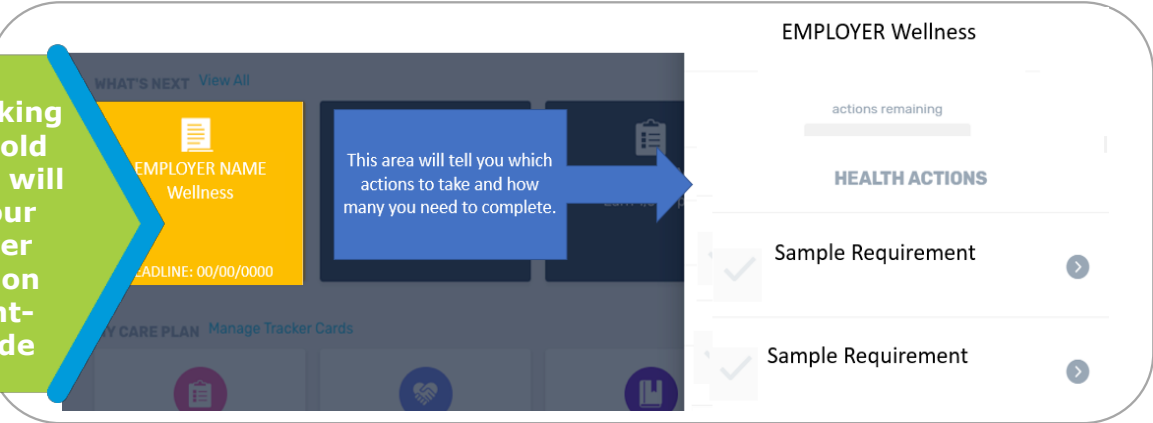 EMPLOYER Wellness
WHAT'S NEXT View All
king
old
will
ur
er
on
nt-
de
EMPLOYER NAME
Wellness
DEADLINE: 00/00/0000
This area will tell you which
actions to take and how
many you need to complete.
actions remaining
HEALTH ACTIONS
Sample Requirement
Sample Requirement
MY CARE PLAN Manage Tracker Cards